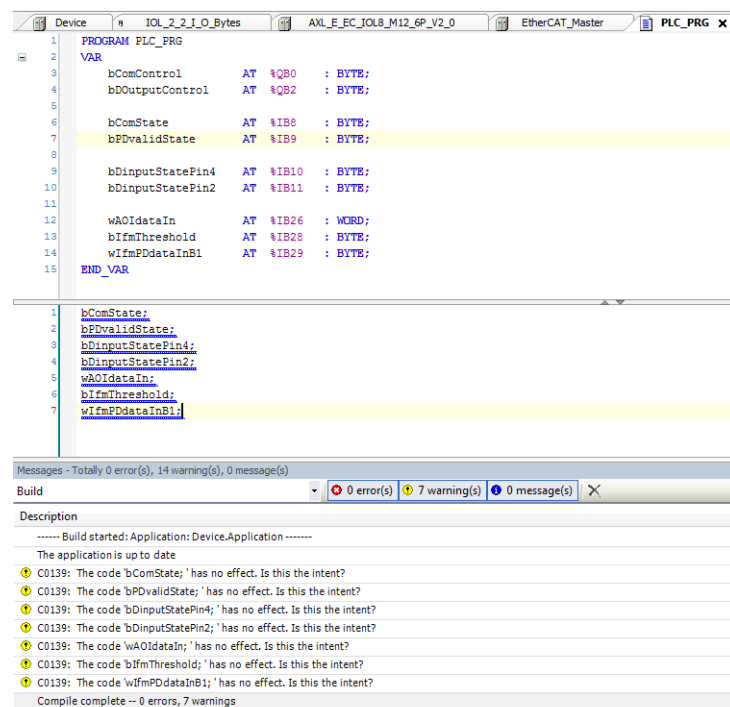 Device IOL_2_2_I_O_Bytes AXL_E_EC_IOL8_M12_6P_V2_0 EtherCAT_Master PLC_PRG X
1 PROGRAM PLC_PRG
2 VAR
3 bComControl AT %QB0 : BYTE;
4 bDOutputControl AT %QB2 : BYTE;
5
6 bComState AT %IB8 : BYTE;
7 bPDvalidState AT %IB9 : BYTE;
8
9 bDinputStatePin4 AT %IB10 : BYTE;
10 bDinputStatePin2 AT %IB11 : BYTE;
11
12 wAOIdataIn AT %IB26 : WORD;
13 bIfmThreshold AT %IB28 : BYTE;
14 wIfmPDdataInB1 AT %IB29 : BYTE;
15 END_VAR
1 bComState;
2 bPDvalidState;
3 bDinputStatePin4;
4 bDinputStatePin2;
5 wAOIdataIn;
6 bIfmThreshold;
7 wIfmPDdataInB1;
Messages - Totally 0 error(s), 14 warning(s), 0 message(s)
Build 0 error(s) 7 warning(s) 0 message(s)
Description
------ Build started: Application: Device.Application -------
The application is up to date
C0139: The code 'bComState; ' has no effect. Is this the intent?
C0139: The code 'bPDvalidState; ' has no effect. Is this the intent?
C0139: The code 'bDinputStatePin4; ' has no effect. Is this the intent?
C0139: The code 'bDinputStatePin2; ' has no effect. Is this the intent?
C0139: The code 'wAOIdataIn; ' has no effect. Is this the intent?
C0139: The code 'bIfmThreshold; ' has no effect. Is this the intent?
C0139: The code 'wIfmPDdataInB1; ' has no effect. Is this the intent?
Compile complete -- 0 errors, 7 warnings